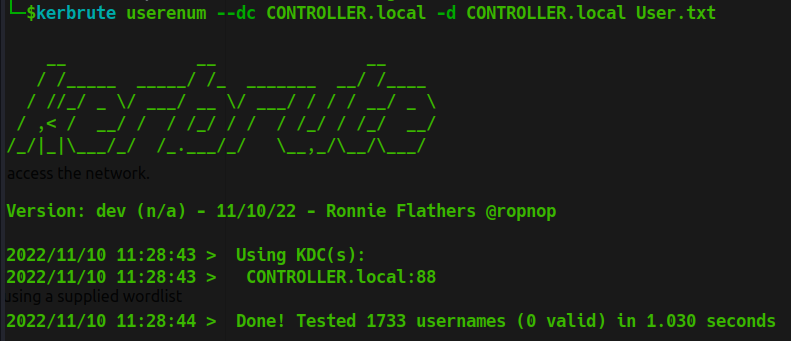 └─$kerbrute userenum --dc CONTROLLER.local -d CONTROLLER.local User.txt
    __             __               __
   / /_____  _____/ /_  _______  __/ /____
  / //_/ _ \/ ___/ __ \/ ___/ / / / __/ _ \
 / ,< /  __/ /  / /_/ / /  / /_/ / /_/  __/
/_/|_|\___/_/  /_.___/_/   \__,_/\__/\___/
access the network.
Version: dev (n/a) - 11/10/22 - Ronnie Flathers @ropnop
2022/11/10 11:28:43 >  Using KDC(s):
2022/11/10 11:28:43 >   CONTROLLER.local:88
using a supplied wordlist
2022/11/10 11:28:44 >  Done! Tested 1733 usernames (0 valid) in 1.030 seconds